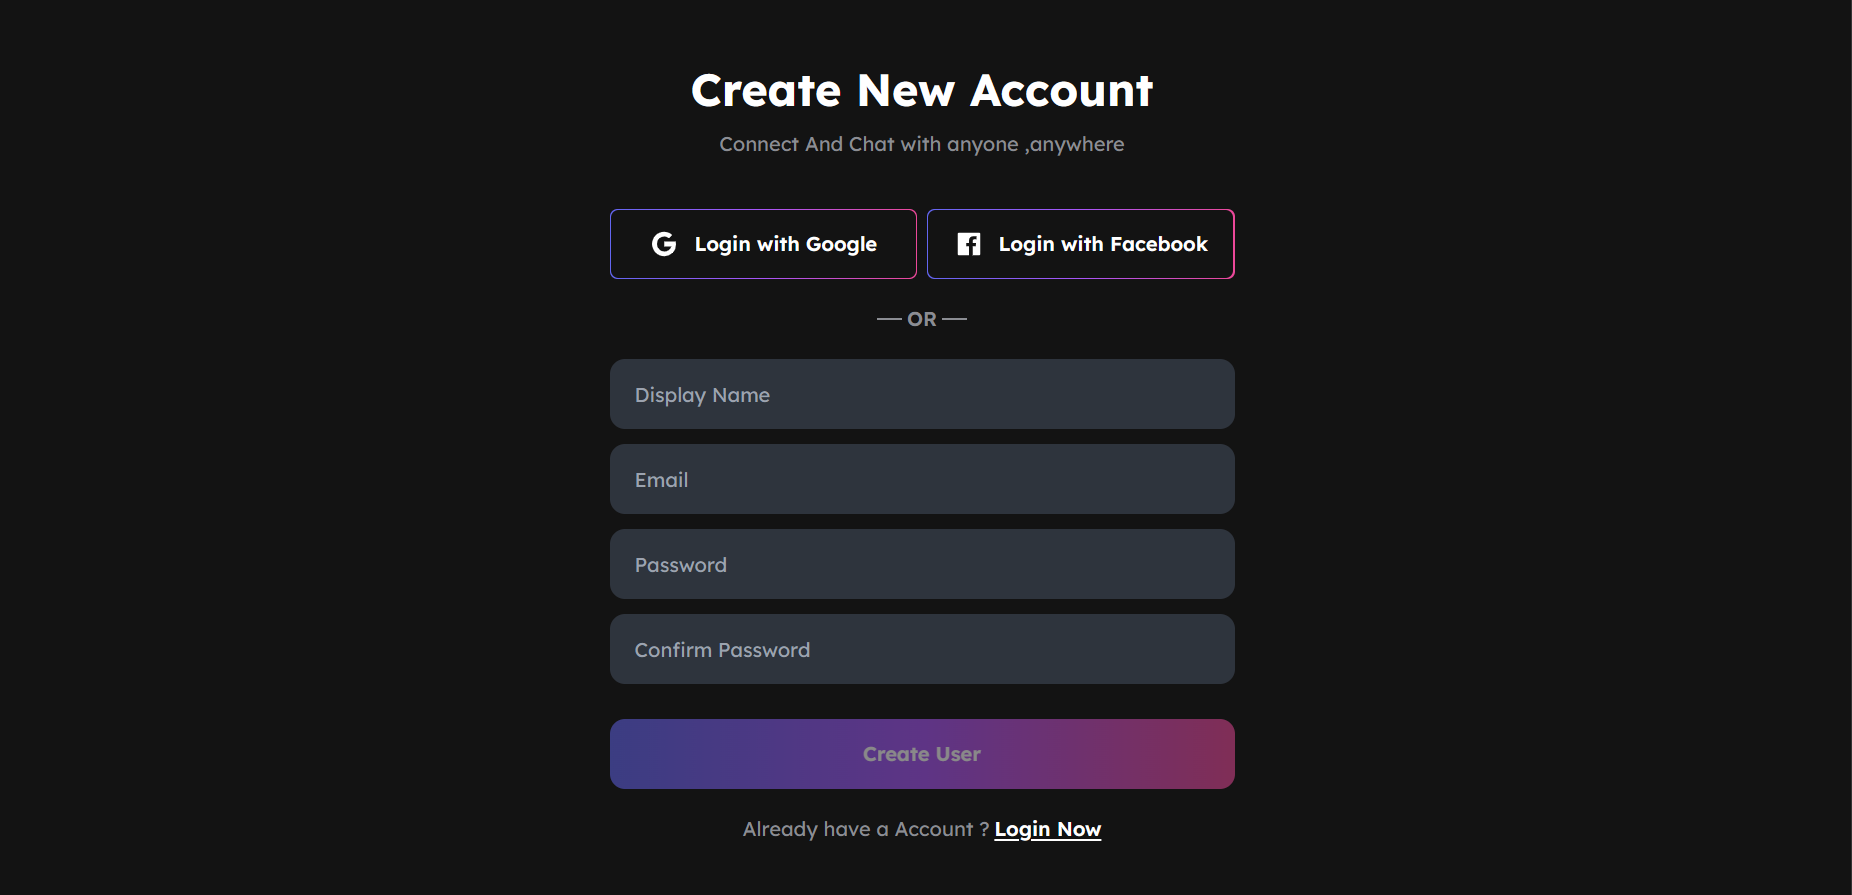 Create New Account
Connect And Chat with anyone ,anywhere
Login with Google
Login with Facebook
OR
Display Name
Email
Password
Confirm Password
Create User
Already have a Account ? Login Now